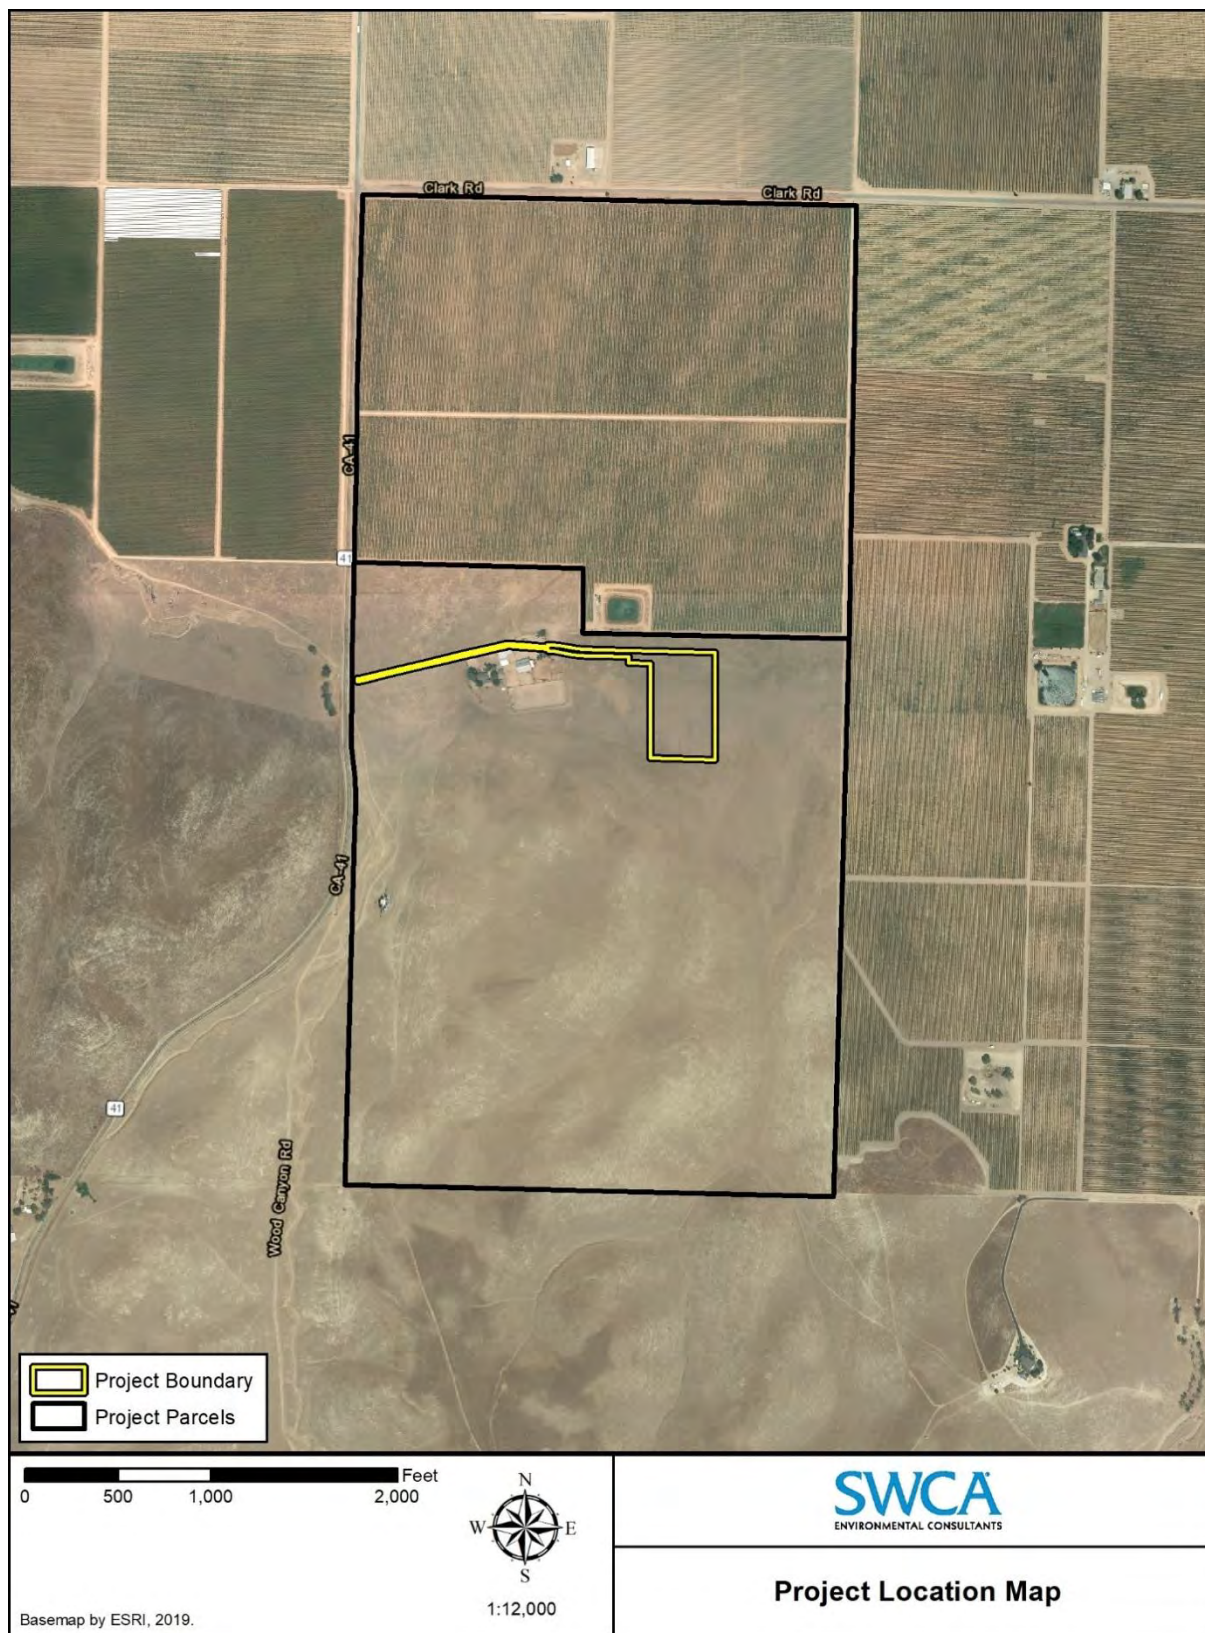 Clark Rd
Clark Rd
CA-41
41
CA-41
41
Wood Canyon Rd
Project Boundary
Project Parcels
Feet
0 500 1,000 2,000
N
W E
S
1:12,000
Basemap by ESRI, 2019.
SWCA
ENVIRONMENTAL CONSULTANTS
Project Location Map